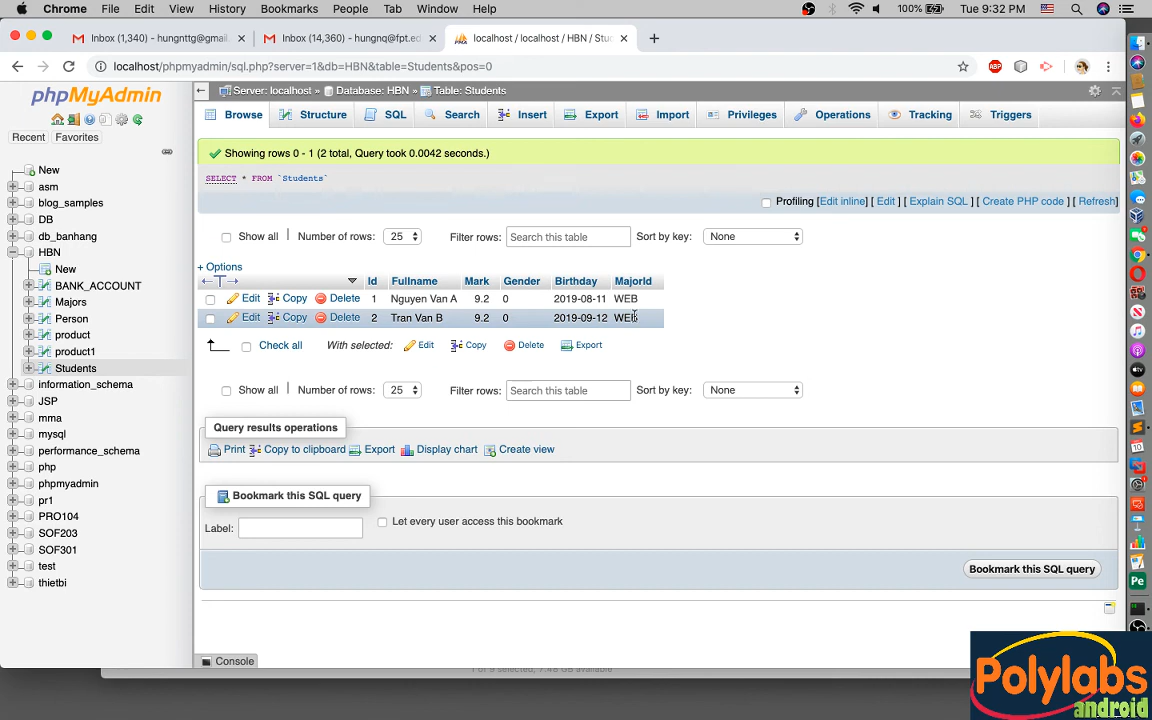 Chrome File Edit View History Bookmarks People Tab Window Help 100% Tue 9:32 PM
Inbox (1,340) - hungnttg@gmail. Inbox (14,360) - hungnq@fpt.ed localhost / localhost / HBN / Stu
localhost/phpmyadmin/sql.php?server=1&db=HBN&table=Students&pos=0
ABP
phpMyAdmin
Recent Favorites
New
asm
blog_samples
DB
db_banhang
HBN
New
BANK_ACCOUNT
Majors
Person
product
product1
Students
information_schema
JSP
mma
mysql
performance_schema
php
phpmyadmin
pr1
PRO104
SOF203
SOF301
test
thietbi
Server: localhost » Database: HBN » Table: Students
Browse Structure SQL Search Insert Export Import Privileges Operations Tracking Triggers
Showing rows 0 - 1 (2 total, Query took 0.0042 seconds.)
SELECT * FROM `Students`
Profiling [Edit inline] [ Edit ] [ Explain SQL ] [ Create PHP code ] [ Refresh]
Show all Number of rows: 25 Filter rows: Search this table Sort by key: None
+ Options
Id Fullname Mark Gender Birthday MajorId
Edit Copy Delete 1 Nguyen Van A 9.2 0 2019-08-11 WEB
Edit Copy Delete 2 Tran Van B 9.2 0 2019-09-12 WEB
Check all With selected: Edit Copy Delete Export
Show all Number of rows: 25 Filter rows: Search this table Sort by key: None
Query results operations
Print Copy to clipboard Export Display chart Create view
Bookmark this SQL query
Label: Let every user access this bookmark
Bookmark this SQL query
Console
1 of 9 selected, 7.48 GB available
Pe
Polylabs
android